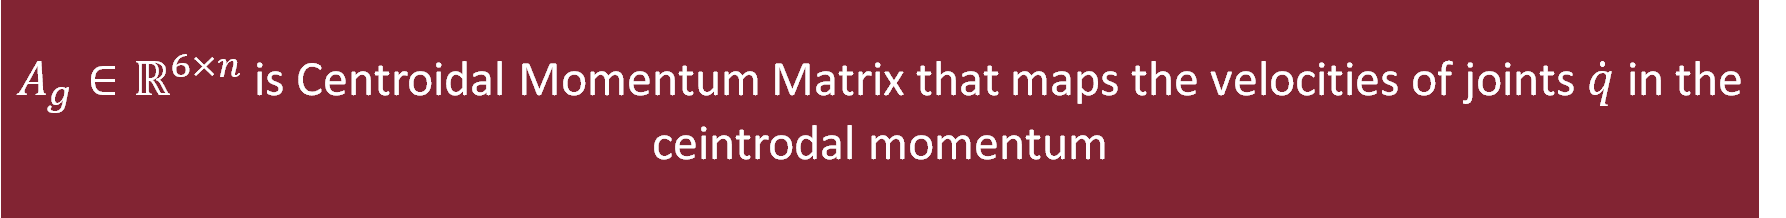 A_g ∈ ℝ^{6×n} is Centroidal Momentum Matrix that maps the velocities of joints q̇ in the
ceintrodal momentum